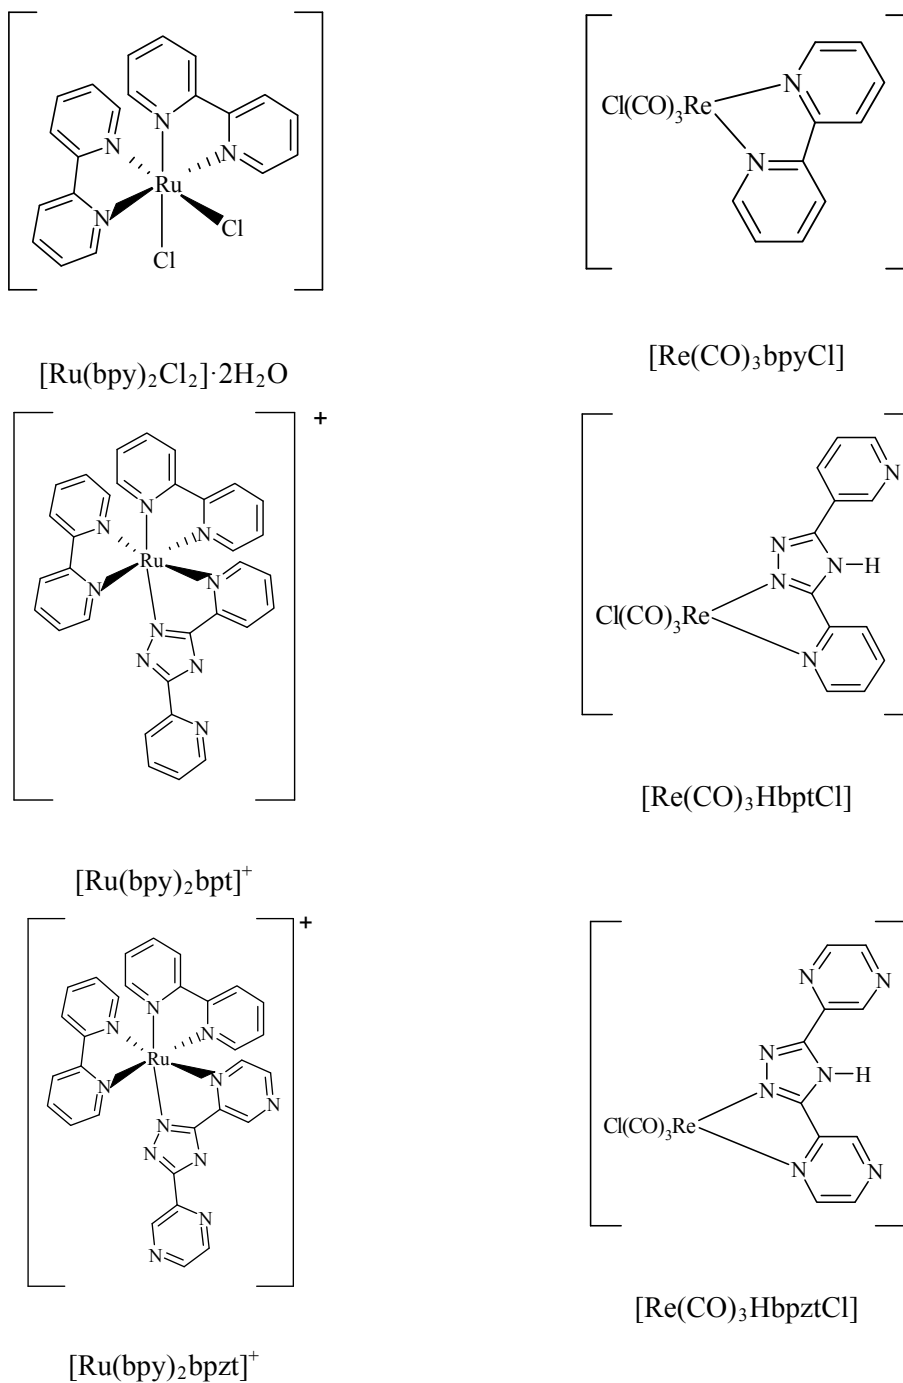 N
N
N
N
Ru
Cl
Cl
[Ru(bpy)₂Cl₂]·2H₂O
Cl(CO)₃Re
N
N
[Re(CO)₃bpyCl]
+
N
N
N
N
Ru
N
N
N
N
N
[Ru(bpy)₂bpt]⁺
N
N
N–H
N
Cl(CO)₃Re
N
[Re(CO)₃HbptCl]
+
N
N
N
N
Ru
N
N
N
N
N
N
N
[Ru(bpy)₂bpzt]⁺
N
N
N
N–H
N
Cl(CO)₃Re
N
N
[Re(CO)₃HbpztCl]